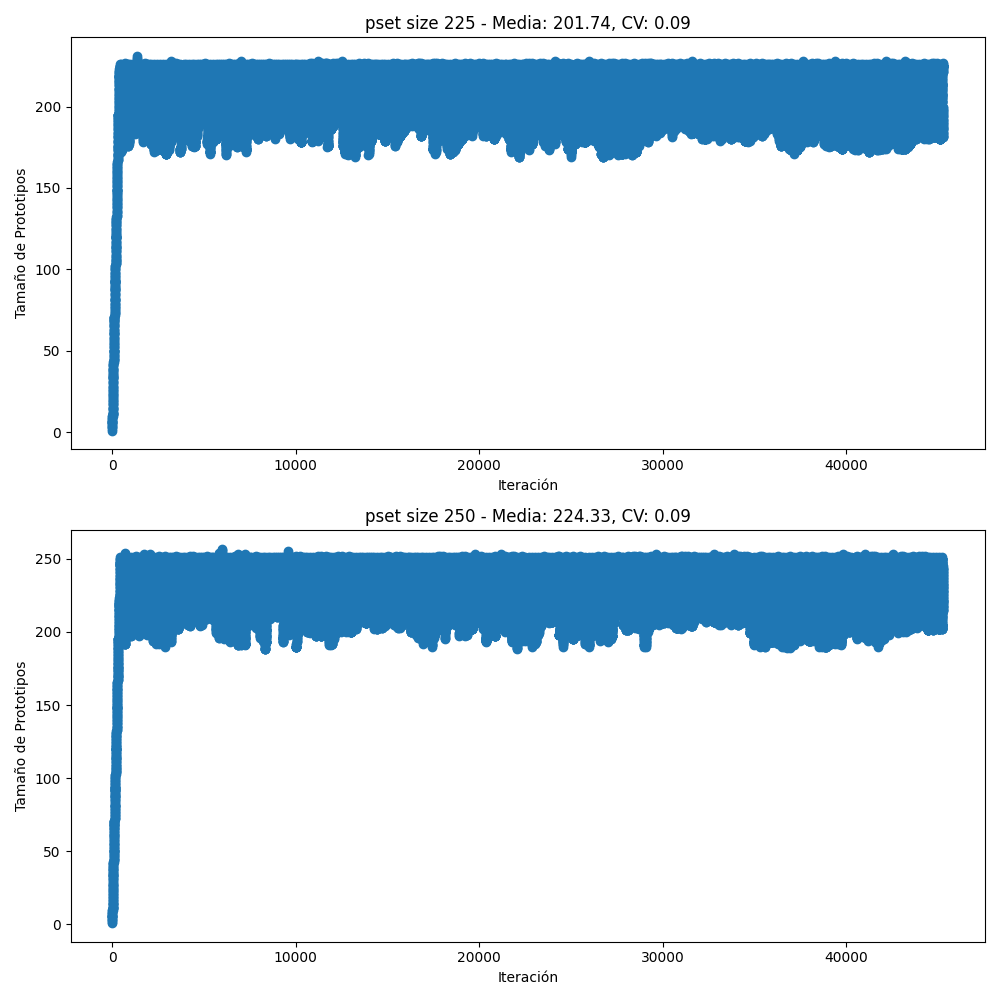 pset size 225 - Media: 201.74, CV: 0.09
200
150
100
50
0
Tamaño de Prototipos
0 10000 20000 30000 40000
Iteración
pset size 250 - Media: 224.33, CV: 0.09
250
200
150
100
50
0
Tamaño de Prototipos
0 10000 20000 30000 40000
Iteración